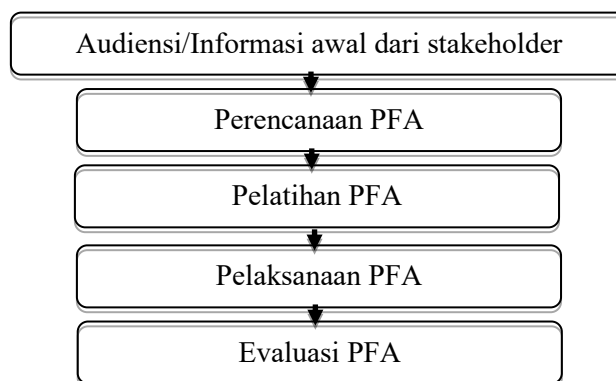 Audiensi/Informasi awal dari stakeholder
Perencanaan PFA
Pelatihan PFA
Pelaksanaan PFA
Evaluasi PFA